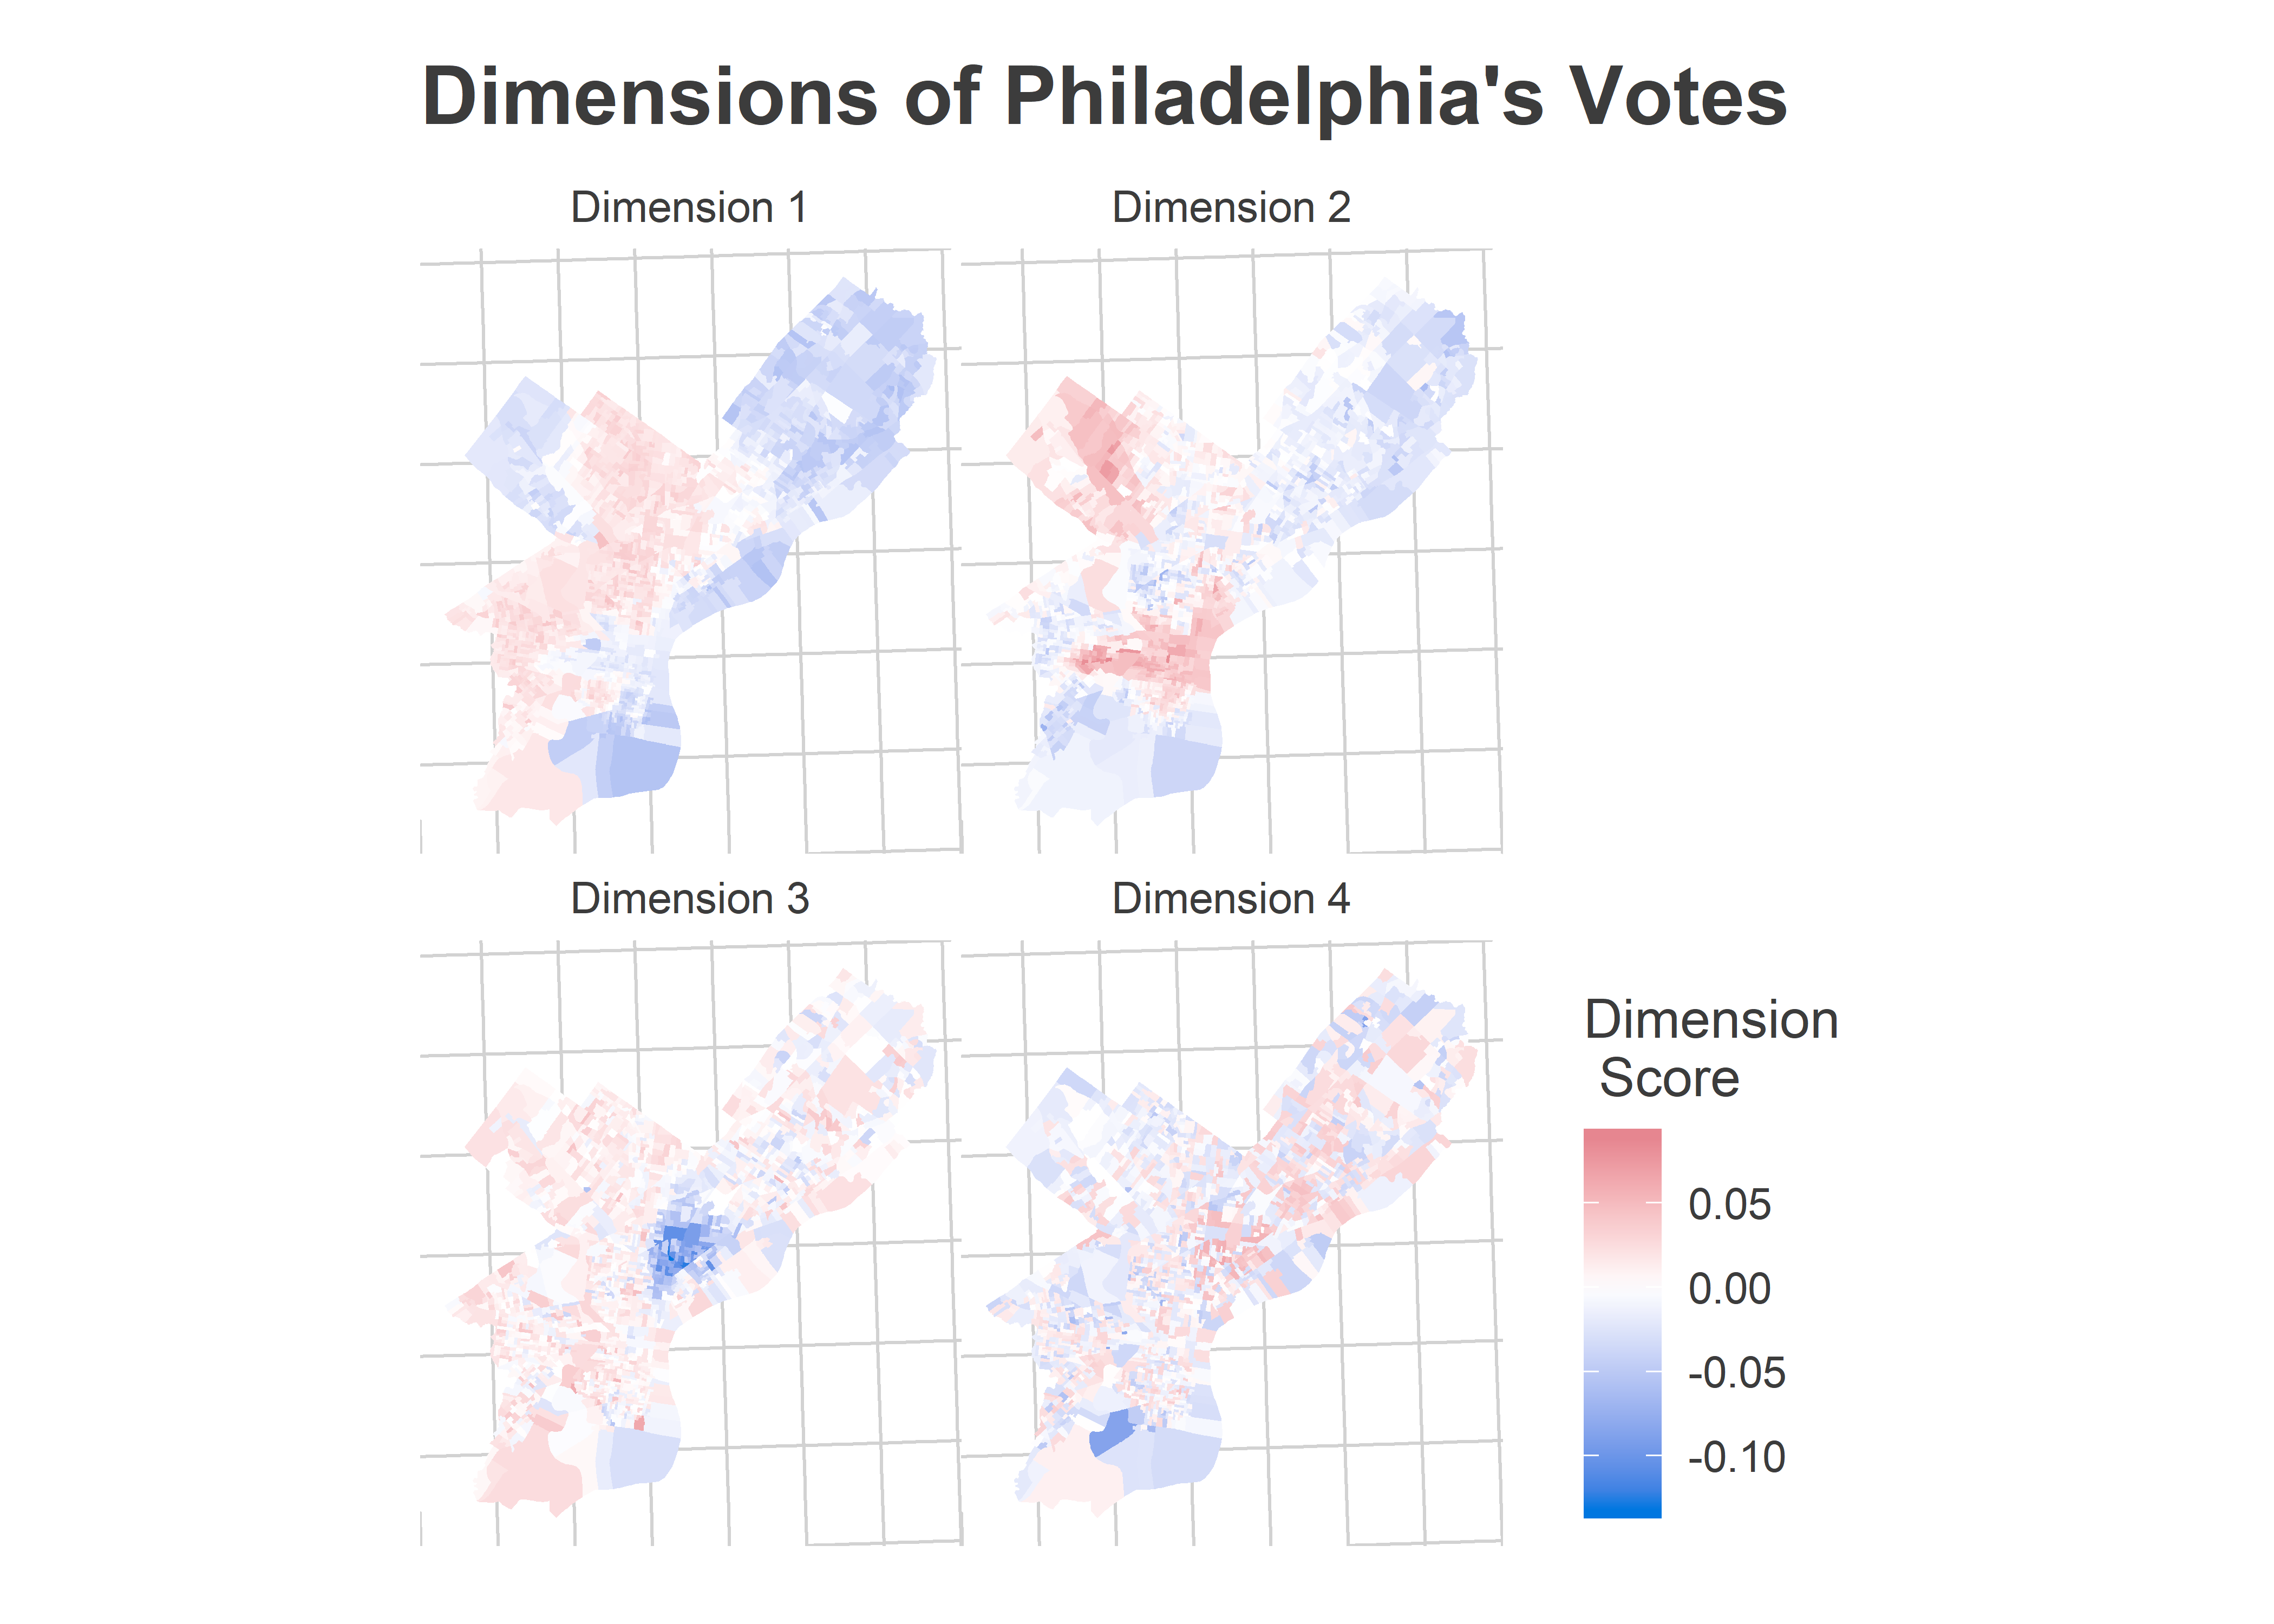 Dimensions of Philadelphia's Votes
Dimension 1
Dimension 2
Dimension 3
Dimension 4
Dimension
Score
0.05
0.00
-0.05
-0.10